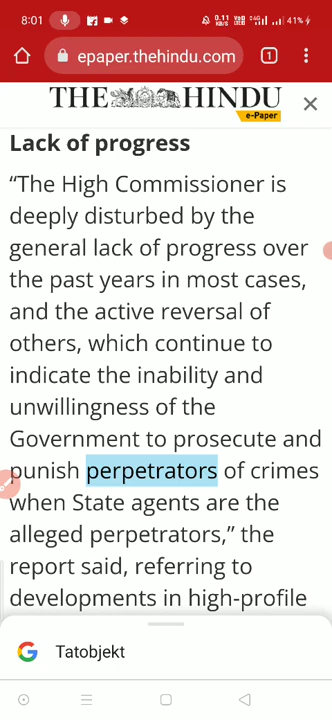 8:01
0.11
KB/S
41%
epaper.thehindu.com
1
THE HINDU
e-Paper
Lack of progress
“The High Commissioner is
deeply disturbed by the
general lack of progress over
the past years in most cases,
and the active reversal of
others, which continue to
indicate the inability and
unwillingness of the
Government to prosecute and
punish perpetrators of crimes
when State agents are the
alleged perpetrators,” the
report said, referring to
developments in high-profile
Tatobjekt